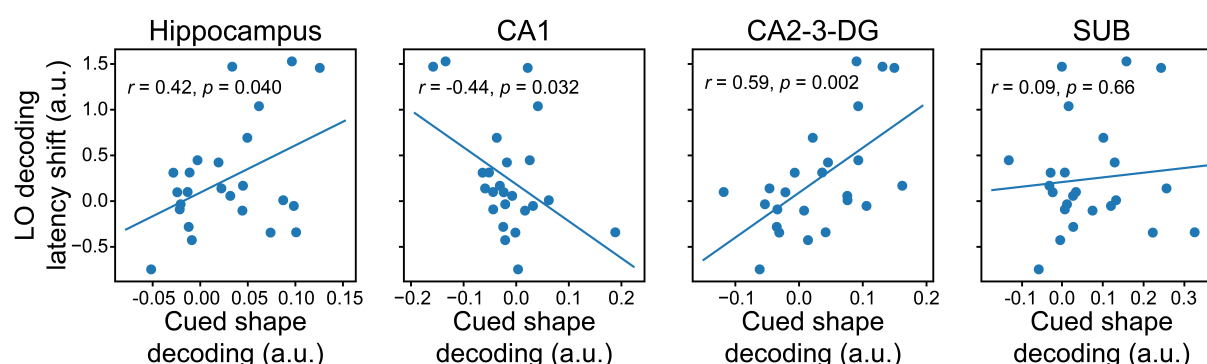 Hippocampus
CA1
CA2-3-DG
SUB
LO decoding
latency shift (a.u.)
1.5
1.0
0.5
0.0
−0.5
r = 0.42, p = 0.040
r = -0.44, p = 0.032
r = 0.59, p = 0.002
r = 0.09, p = 0.66
-0.05 0.00 0.05 0.10 0.15
−0.2 −0.1 0.0 0.1 0.2
−0.1 0.0 0.1 0.2
-0.1 0.0 0.1 0.2 0.3
Cued shape
decoding (a.u.)
Cued shape
decoding (a.u.)
Cued shape
decoding (a.u.)
Cued shape
decoding (a.u.)